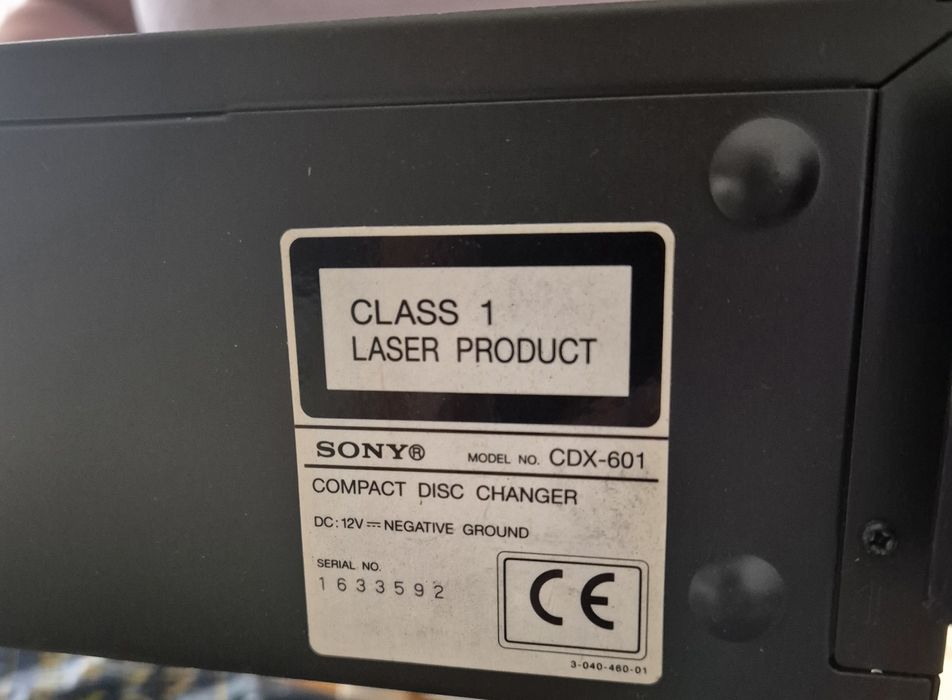 CLASS 1
LASER PRODUCT
SONY® MODEL NO. CDX-601
COMPACT DISC CHANGER
DC: 12V⎓NEGATIVE GROUND
SERIAL NO.
1633592
CE
3-040-460-01